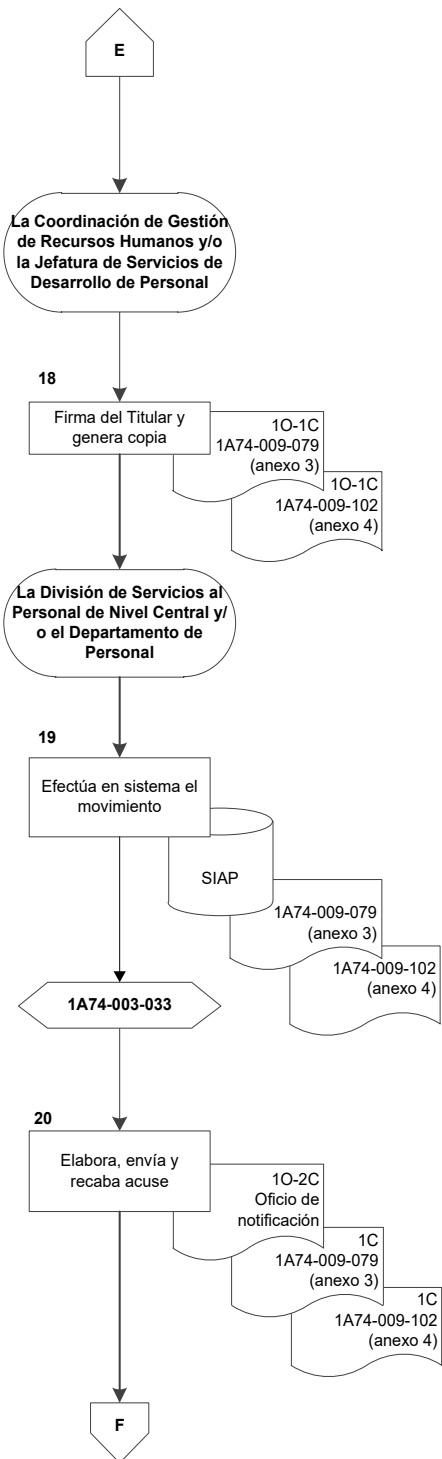 E
La Coordinación de Gestión
de Recursos Humanos y/o
la Jefatura de Servicios de
Desarrollo de Personal
18
Firma del Titular y
genera copia
1O-1C
1A74-009-079
(anexo 3)
1O-1C
1A74-009-102
(anexo 4)
La División de Servicios al
Personal de Nivel Central y/
o el Departamento de
Personal
19
Efectúa en sistema el
movimiento
SIAP
1A74-009-079
(anexo 3)
1A74-009-102
(anexo 4)
1A74-003-033
20
Elabora, envía y
recaba acuse
1O-2C
Oficio de
notificación
1C
1A74-009-079
(anexo 3)
1C
1A74-009-102
(anexo 4)
F